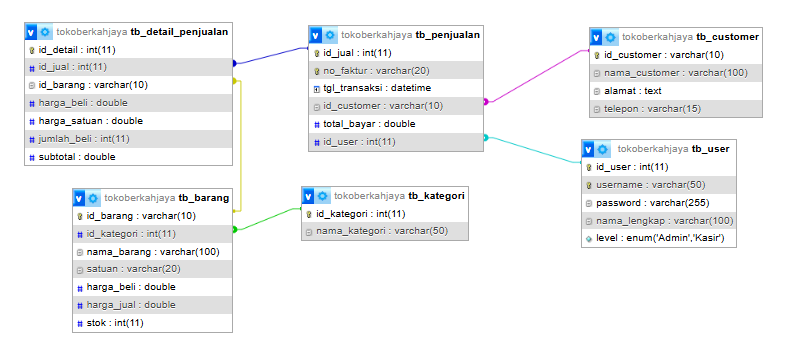 tokoberkahjaya tb_detail_penjualan
id_detail : int(11)
id_jual : int(11)
id_barang : varchar(10)
harga_beli : double
harga_satuan : double
jumlah_beli : int(11)
subtotal : double
tokoberkahjaya tb_penjualan
id_jual : int(11)
no_faktur : varchar(20)
tgl_transaksi : datetime
id_customer : varchar(10)
total_bayar : double
id_user : int(11)
tokoberkahjaya tb_customer
id_customer : varchar(10)
nama_customer : varchar(100)
alamat : text
telepon : varchar(15)
tokoberkahjaya tb_user
id_user : int(11)
username : varchar(50)
password : varchar(255)
nama_lengkap : varchar(100)
level : enum('Admin','Kasir')
tokoberkahjaya tb_barang
id_barang : varchar(10)
id_kategori : int(11)
nama_barang : varchar(100)
satuan : varchar(20)
harga_beli : double
harga_jual : double
stok : int(11)
tokoberkahjaya tb_kategori
id_kategori : int(11)
nama_kategori : varchar(50)